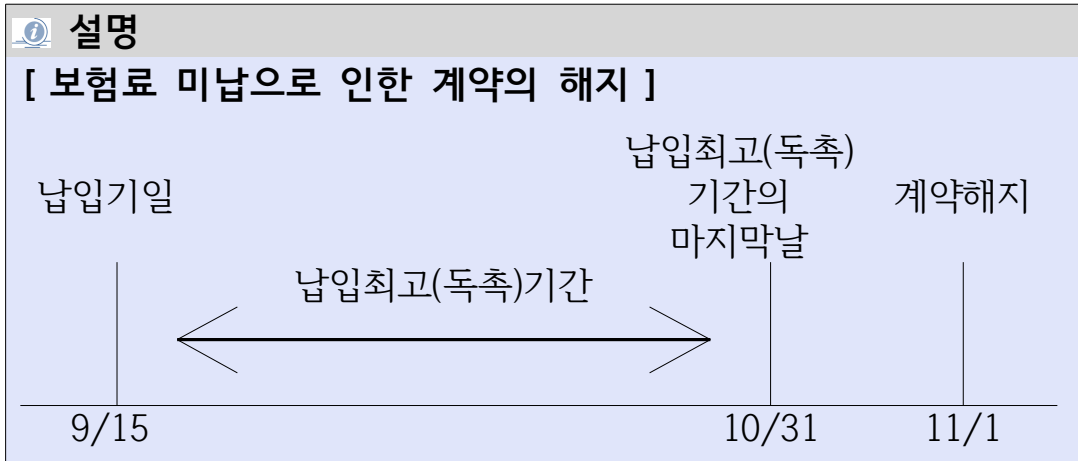 설명
[ 보험료 미납으로 인한 계약의 해지 ]
납입기일
납입최고(독촉)
기간의
마지막날
계약해지
납입최고(독촉)기간
9/15
10/31
11/1